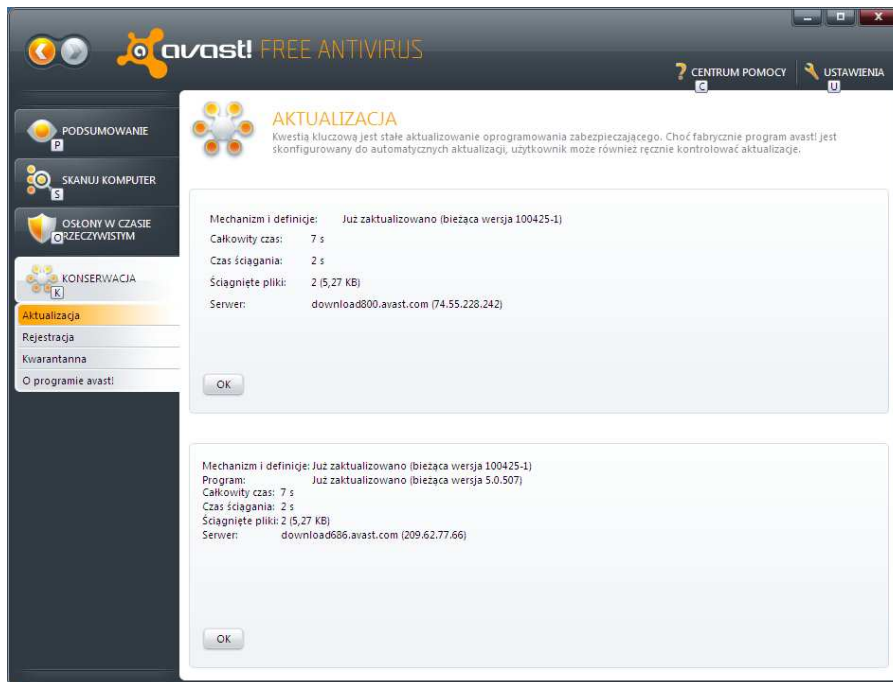 avast! FREE ANTIVIRUS
CENTRUM POMOCY
C
USTAWIENIA
U
PODSUMOWANIE
P
SKANUJ KOMPUTER
S
OSŁONY W CZASIE
RZECZYWISTYM
O
KONSERWACJA
K
Aktualizacja
Rejestracja
Kwarantanna
O programie avast!
AKTUALIZACJA
Kwestią kluczową jest stałe aktualizowanie oprogramowania zabezpieczającego. Choć fabrycznie program avast! jest
skonfigurowany do automatycznych aktualizacji, użytkownik może również ręcznie kontrolować aktualizacje.
Mechanizm i definicje: Już zaktualizowano (bieżąca wersja 100425-1)
Całkowity czas: 7 s
Czas ściągania: 2 s
Ściągnięte pliki: 2 (5,27 KB)
Serwer: download800.avast.com (74.55.228.242)
OK
Mechanizm i definicje: Już zaktualizowano (bieżąca wersja 100425-1)
Program: Już zaktualizowano (bieżąca wersja 5.0.507)
Całkowity czas: 7 s
Czas ściągania: 2 s
Ściągnięte pliki: 2 (5,27 KB)
Serwer: download686.avast.com (209.62.77.66)
OK